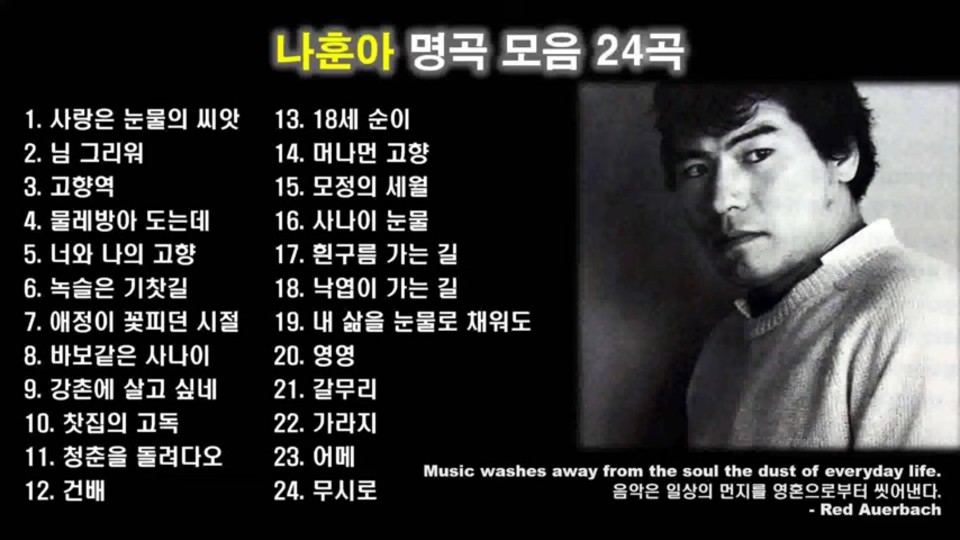 나훈아 명곡 모음 24곡
1. 사랑은 눈물의 씨앗
2. 님 그리워
3. 고향역
4. 물레방아 도는데
5. 너와 나의 고향
6. 녹슬은 기찻길
7. 애정이 꽃피던 시절
8. 바보같은 사나이
9. 강촌에 살고 싶네
10. 찻집의 고독
11. 청춘을 돌려다오
12. 건배
13. 18세 순이
14. 머나먼 고향
15. 모정의 세월
16. 사나이 눈물
17. 흰구름 가는 길
18. 낙엽이 가는 길
19. 내 삶을 눈물로 채워도
20. 영영
21. 갈무리
22. 가라지
23. 어메
24. 무시로
Music washes away from the soul the dust of everyday life.
음악은 일상의 먼지를 영혼으로부터 씻어낸다.
- Red Auerbach